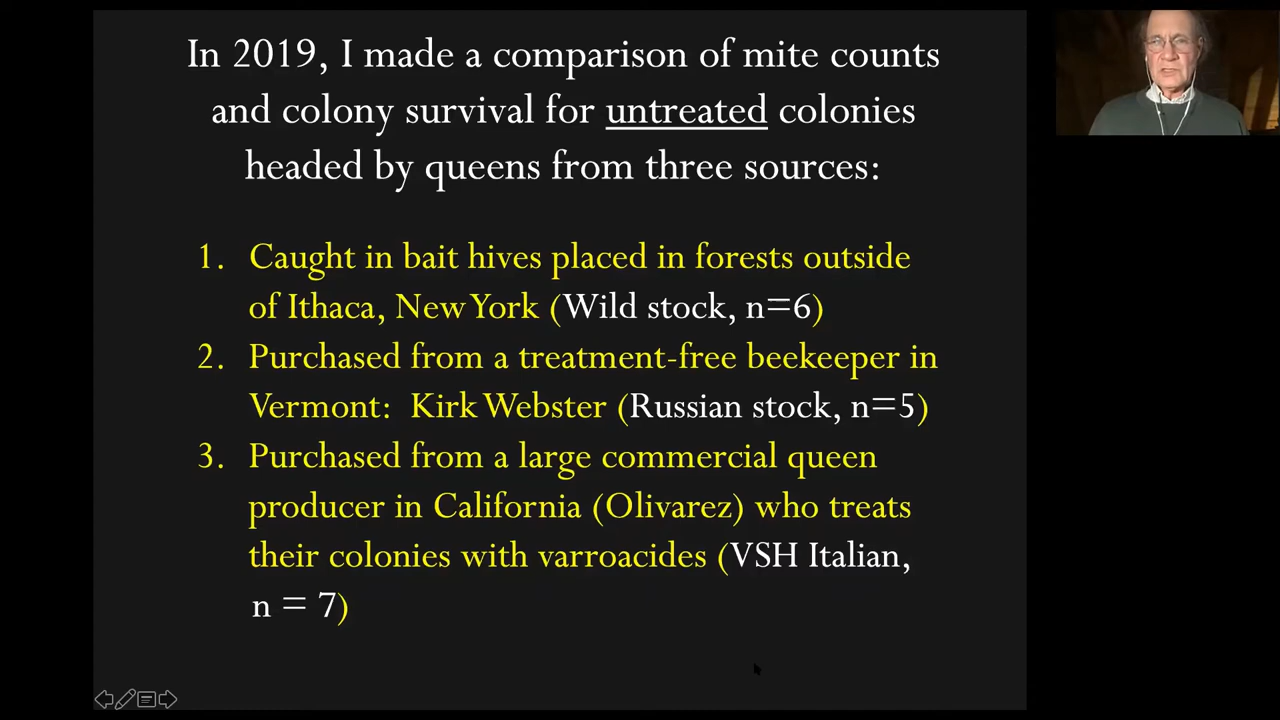 In 2019, I made a comparison of mite counts
and colony survival for untreated colonies
headed by queens from three sources:
1. Caught in bait hives placed in forests outside
of Ithaca, New York (Wild stock, n=6)
2. Purchased from a treatment-free beekeeper in
Vermont: Kirk Webster (Russian stock, n=5)
3. Purchased from a large commercial queen
producer in California (Olivarez) who treats
their colonies with varroacides (VSH Italian,
n = 7)